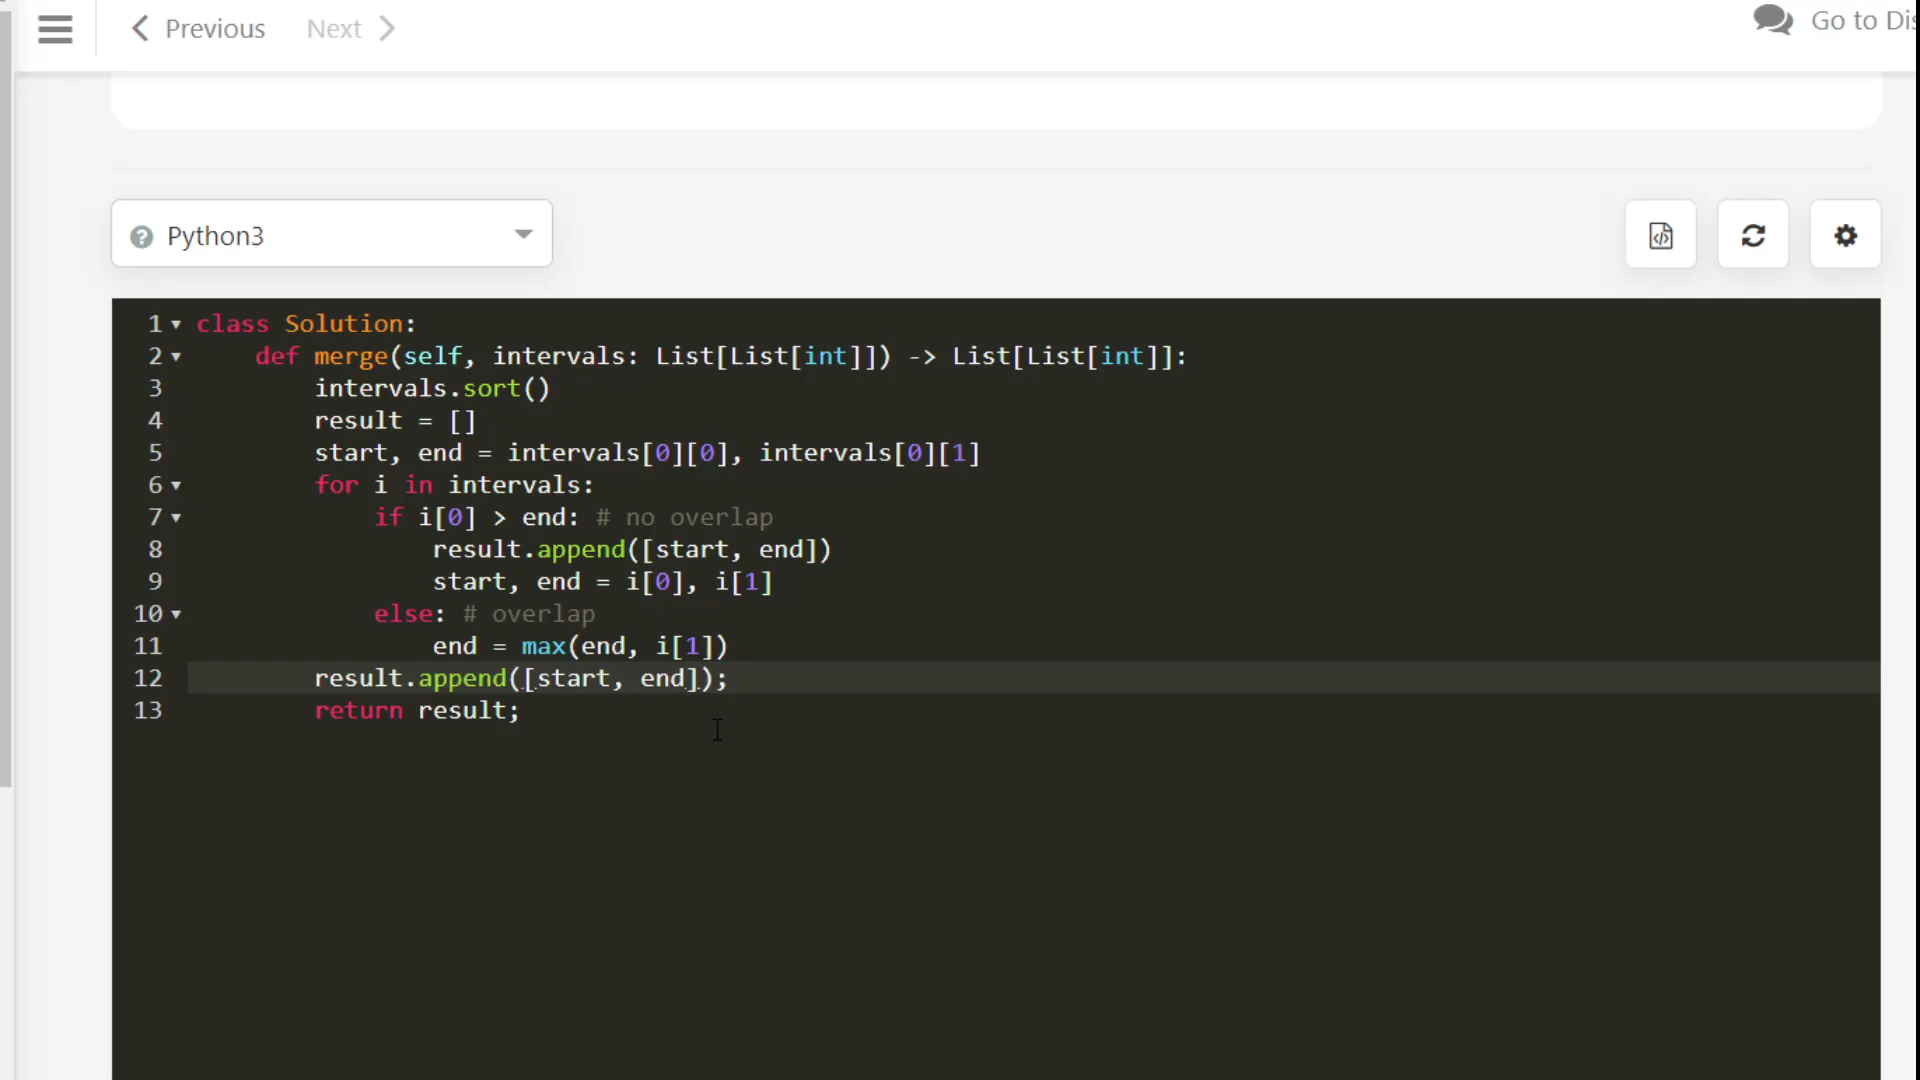 Previous
Next
Go to Dis
Python3
1 class Solution:
2     def merge(self, intervals: List[List[int]]) -> List[List[int]]:
3         intervals.sort()
4         result = []
5         start, end = intervals[0][0], intervals[0][1]
6         for i in intervals:
7             if i[0] > end: # no overlap
8                 result.append([start, end])
9                 start, end = i[0], i[1]
10             else: # overlap
11                 end = max(end, i[1])
12         result.append([start, end]);
13         return result;